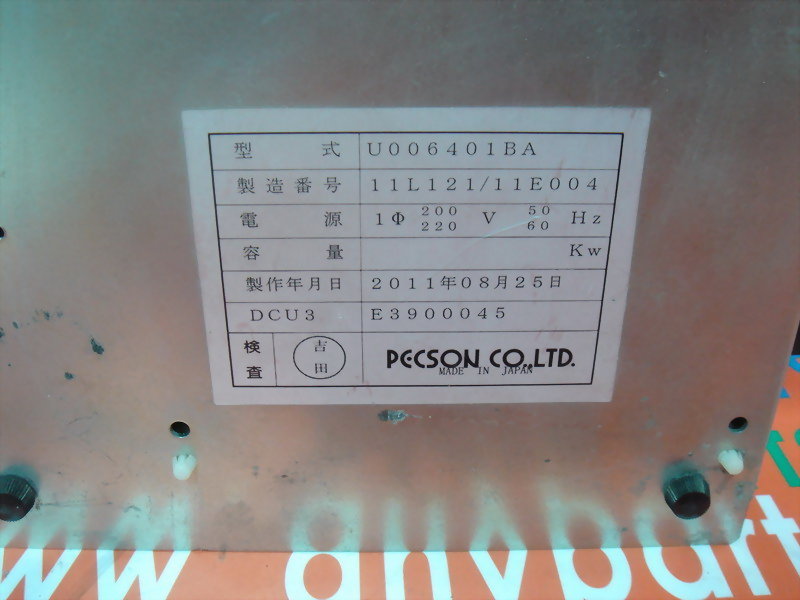 型 式 U006401BA
製造番号 11L121/11E004
電 源 1Φ 200 220 V 50 60 Hz
容 量 Kw
製作年月日 2011年08月25日
DCU3 E3900045
検査 吉田 PECSON CO.,LTD.
MADE IN JAPAN
ww anypart